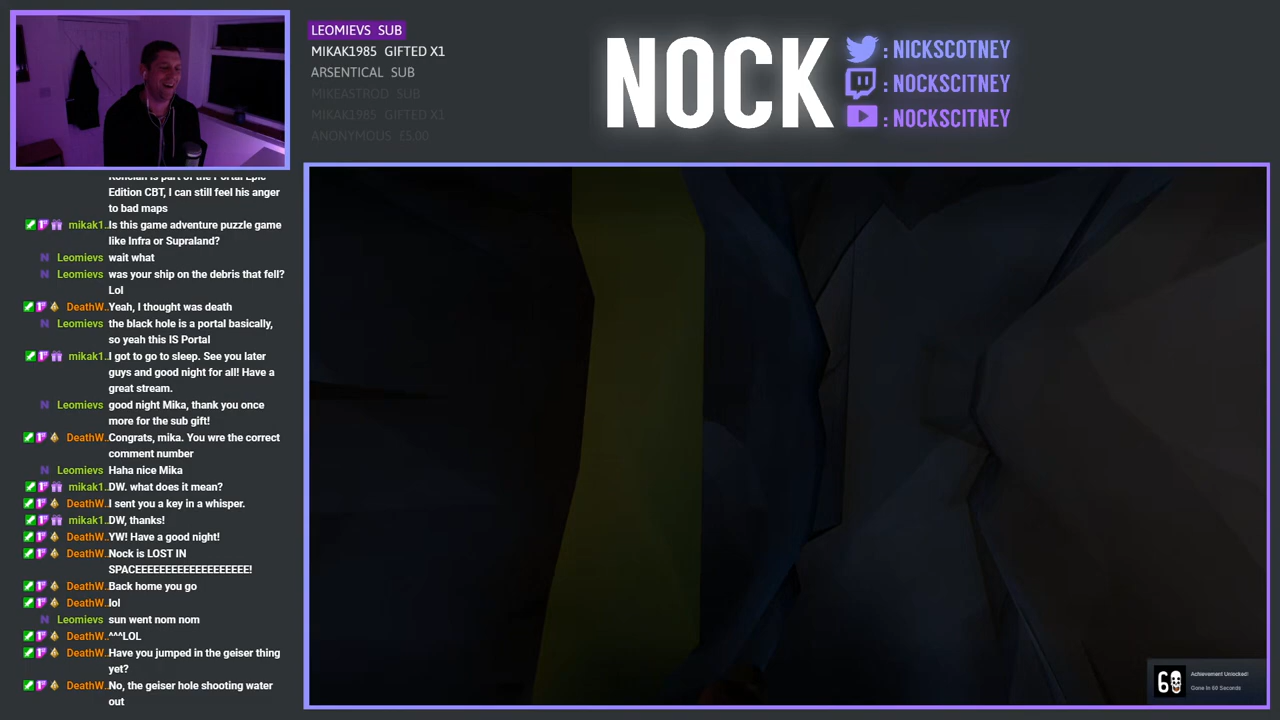 LEOMIEVS SUB
MIKAK1985 GIFTED X1
ARSENTICAL SUB
MIKEASTROD SUB
MIKAK1985 GIFTED X1
ANONYMOUS £5.00
NOCK
: NICKSCOTNEY
: NOCKSCITNEY
: NOCKSCITNEY
is part of the Portal Epic
Edition CBT, I can still feel his anger
to bad maps
mikak1..Is this game adventure puzzle game
like Infra or Supraland?
Leomievs wait what
Leomievs was your ship on the debris that fell?
Lol
DeathW..Yeah, I thought was death
Leomievs the black hole is a portal basically,
so yeah this IS Portal
mikak1..I got to go to sleep. See you later
guys and good night for all! Have a
great stream.
Leomievs good night Mika, thank you once
more for the sub gift!
DeathW..Congrats, mika. You wre the correct
comment number
Leomievs Haha nice Mika
mikak1..DW. what does it mean?
DeathW..I sent you a key in a whisper.
mikak1..DW, thanks!
DeathW..YW! Have a good night!
DeathW..Nock is LOST IN
SPACEEEEEEEEEEEEEEEEEEE!
DeathW..Back home you go
DeathW..lol
Leomievs sun went nom nom
DeathW..^^^LOL
DeathW..Have you jumped in the geiser thing
yet?
DeathW..No, the geiser hole shooting water
out
60
Achievement Unlocked!
Gone in 60 Seconds